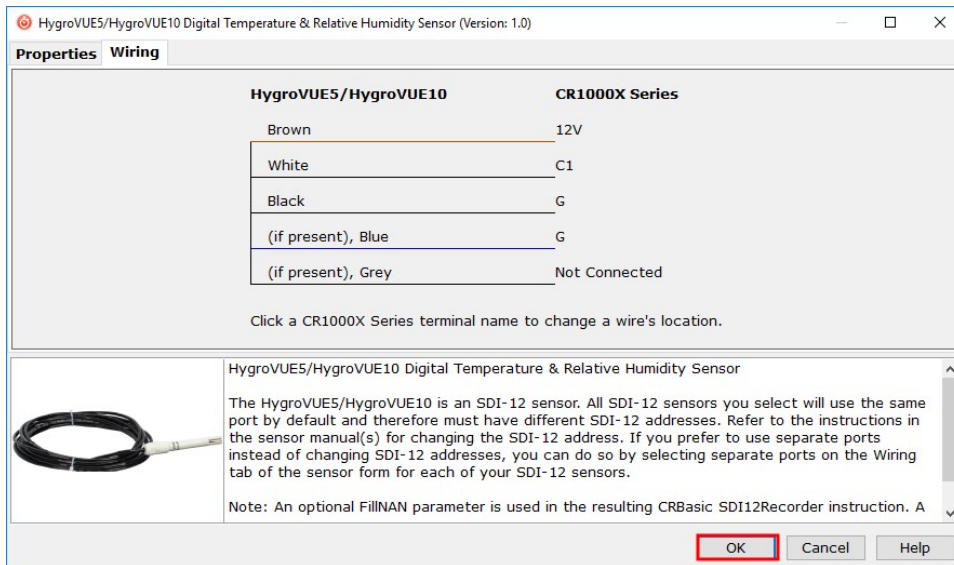 HygroVUE5/HygroVUE10 Digital Temperature & Relative Humidity Sensor (Version: 1.0)
Properties Wiring
HygroVUE5/HygroVUE10 CR1000X Series
Brown 12V
White C1
Black G
(if present), Blue G
(if present), Grey Not Connected
Click a CR1000X Series terminal name to change a wire's location.
HygroVUE5/HygroVUE10 Digital Temperature & Relative Humidity Sensor
The HygroVUE5/HygroVUE10 is an SDI-12 sensor. All SDI-12 sensors you select will use the same
port by default and therefore must have different SDI-12 addresses. Refer to the instructions in
the sensor manual(s) for changing the SDI-12 address. If you prefer to use separate ports
instead of changing SDI-12 addresses, you can do so by selecting separate ports on the Wiring
tab of the sensor form for each of your SDI-12 sensors.
Note: An optional FillNAN parameter is used in the resulting CRBasic SDI12Recorder instruction. A
OK Cancel Help